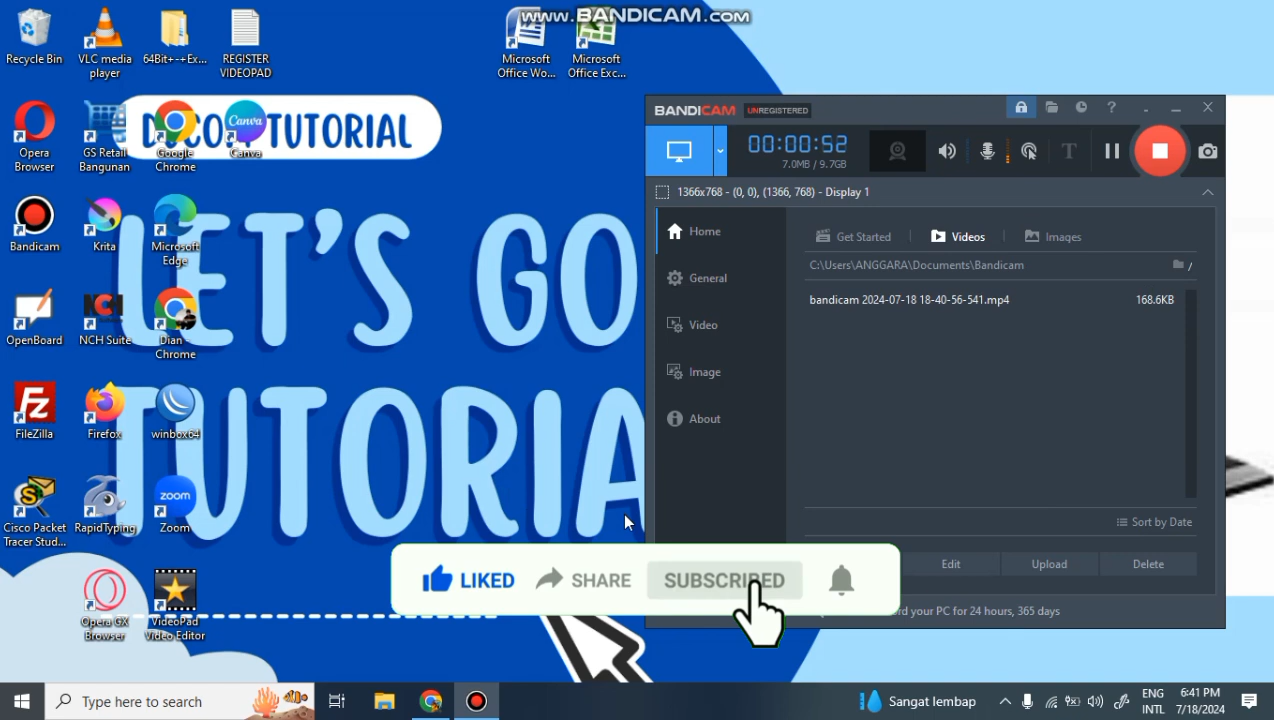 www.BANDICAM.com
Recycle Bin
VLC media
player
64Bit+-+Ex...
REGISTER
VIDEOPAD
Microsoft
Office Wo...
Microsoft
Office Exc...
TUTORIAL
Opera
Browser
GS Retail
Bangunan
Google
Chrome
Canva
Canva
Bandicam
Krita
Microsoft
Edge
LET'S GO
OpenBoard
NCH Suite
Dian -
Chrome
TUTORIA
FileZilla
Firefox
winbox64
Cisco Packet
Tracer Stud...
RapidTyping
zoom
Zoom
Opera GX
Browser
VideoPad
Video Editor
BANDICAM UNREGISTERED
00:00:52
7.0MB / 9.7GB
1366x768 - (0, 0), (1366, 768) - Display 1
Home
General
Video
Image
About
Get Started
Videos
Images
C:\Users\ANGGARA\Documents\Bandicam
/
bandicam 2024-07-18 18-40-56-541.mp4 168.6KB
Sort by Date
Edit
Upload
Delete
rd your PC for 24 hours, 365 days
LIKED SHARE SUBSCRIBED
Type here to search
Sangat lembap
ENG
INTL
6:41 PM
7/18/2024